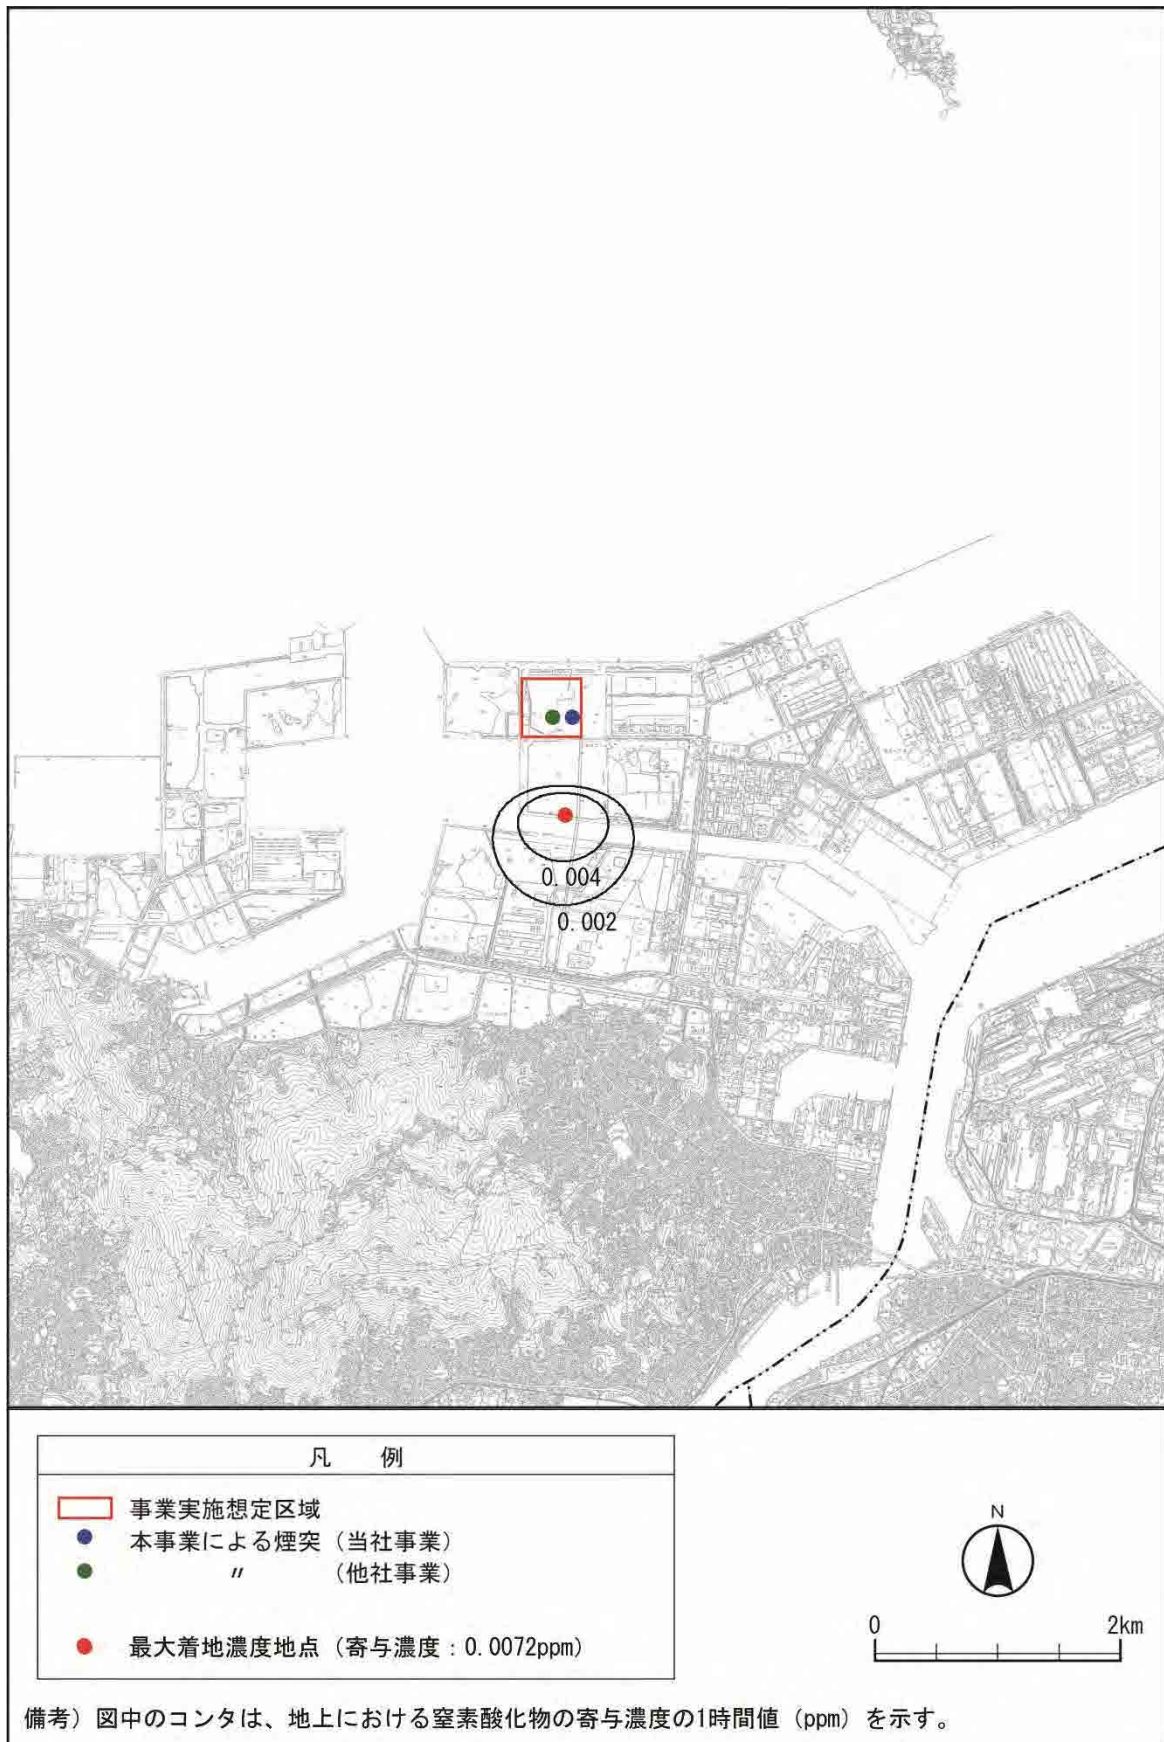 0.004
0.002
凡　例
事業実施想定区域
本事業による煙突（当社事業）
〃　　　（他社事業）
最大着地濃度地点（寄与濃度：0.0072ppm）
N
0 2km
備考）図中のコンタは、地上における窒素酸化物の寄与濃度の1時間値（ppm）を示す。